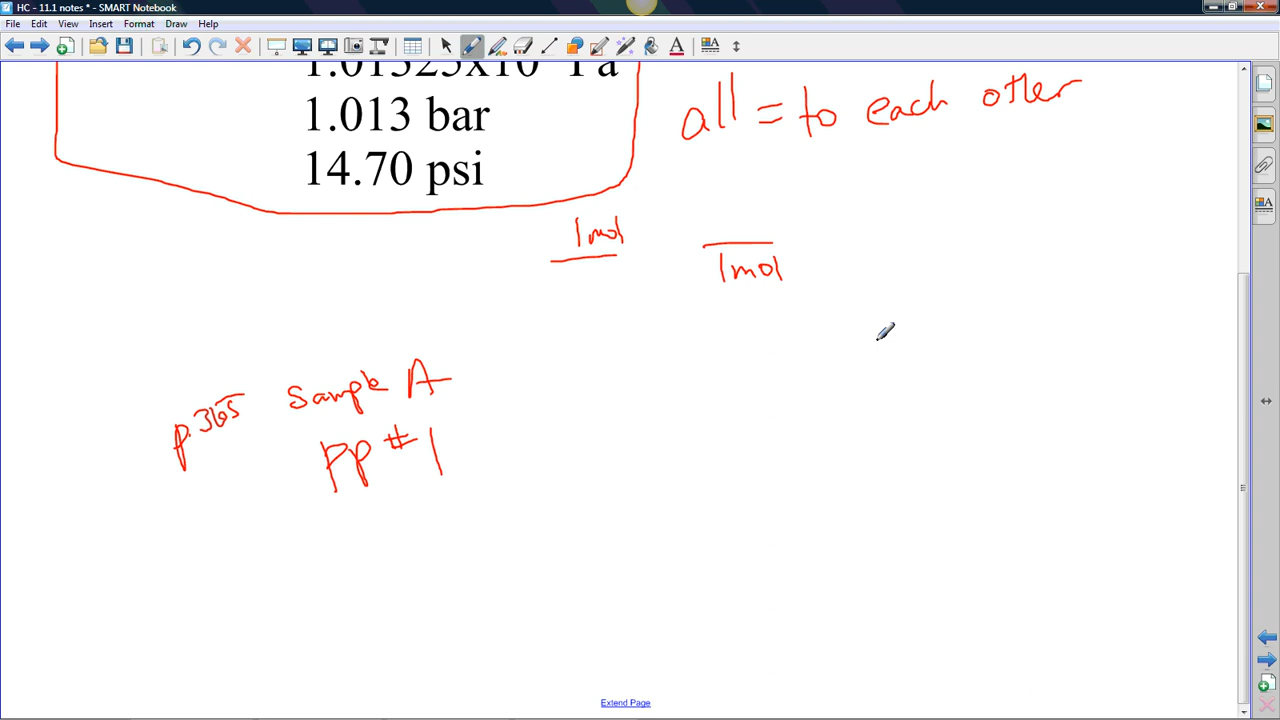 HC - 11.1 notes * - SMART Notebook
File Edit View Insert Format Draw Help
1.013 bar
14.70 psi
all = to each other
1mol
1mol
p.365 Sample A
pp # 1
Extend Page